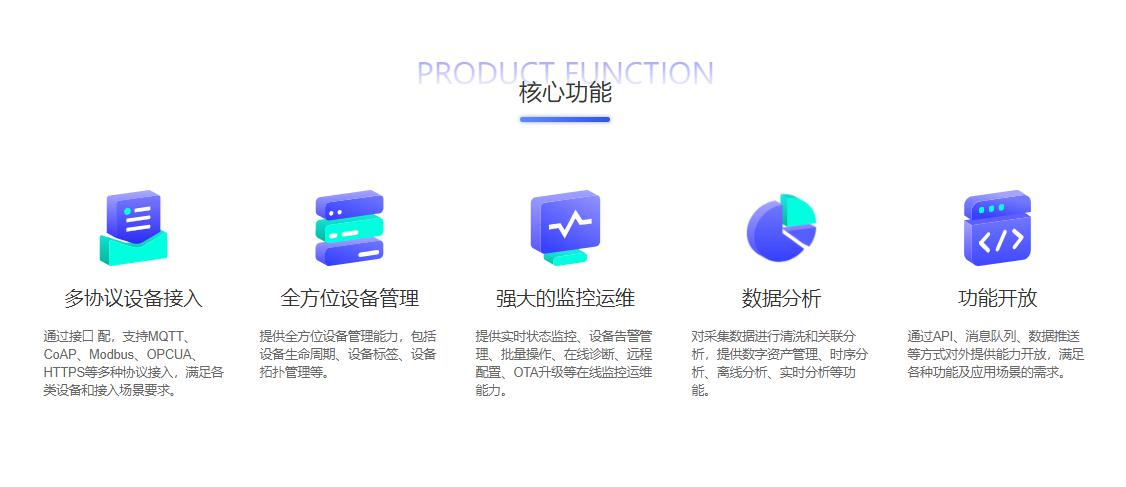 PRODUCT FUNCTION
核心功能
多协议设备接入
通过接口 配，支持MQTT、
CoAP、Modbus、OPCUA、
HTTPS等多种协议接入，满足各
类设备和接入场景要求。
全方位设备管理
提供全方位设备管理能力，包括
设备生命周期、设备标签、设备
拓扑管理等。
强大的监控运维
提供实时状态监控、设备告警管
理、批量操作、在线诊断、远程
配置、OTA升级等在线监控运维
能力。
数据分析
对采集数据进行清洗和关联分
析，提供数字资产管理、时序分
析、离线分析、实时分析等功
能。
功能开放
通过API、消息队列、数据推送
等方式对外提供能力开放，满足
各种功能及应用场景的需求。